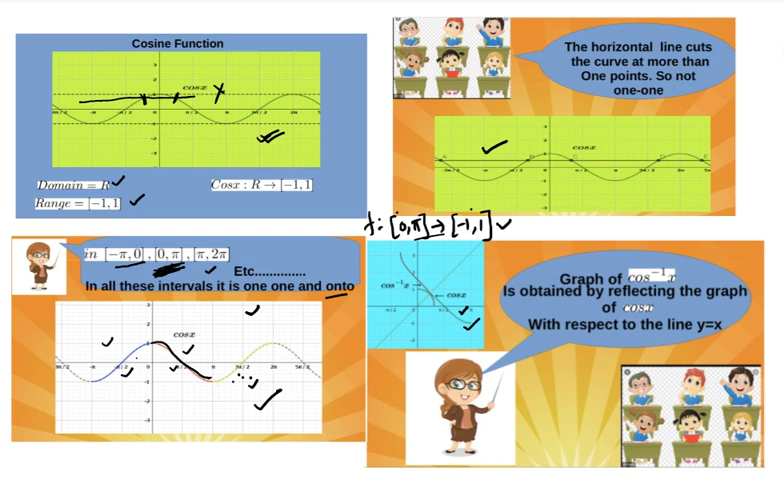 Cosine Function
cosx
Domain = R
Cosx : R → [−1, 1]
Range = [−1, 1]
The horizontal line cuts
the curve at more than
One points. So not
one-one
cosx
in [−π, 0], [0, π], [π, 2π]
Etc.............
In all these intervals it is one one and onto
cosx
f: [0,π] → [-1,1]
cos⁻¹x
cosx
Graph of cos⁻¹x
Is obtained by reflecting the graph
of cosx
With respect to the line y=x